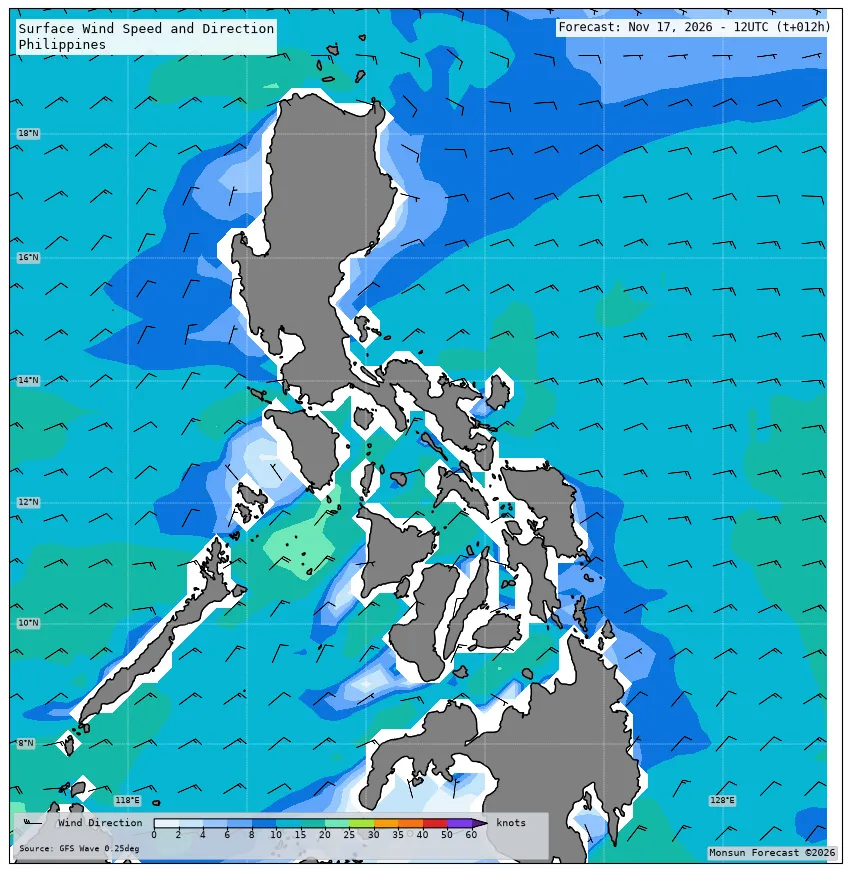 Surface Wind Speed and Direction
Philippines
Forecast: Nov 17, 2026 - 12UTC (t+012h)
18°N
16°N
14°N
12°N
10°N
8°N
118°E
128°E
Wind Direction
knots
0 2 4 6 8 10 15 20 25 30 35 40 50 60
Source: GFS Wave 0.25deg
Monsun Forecast ©2026